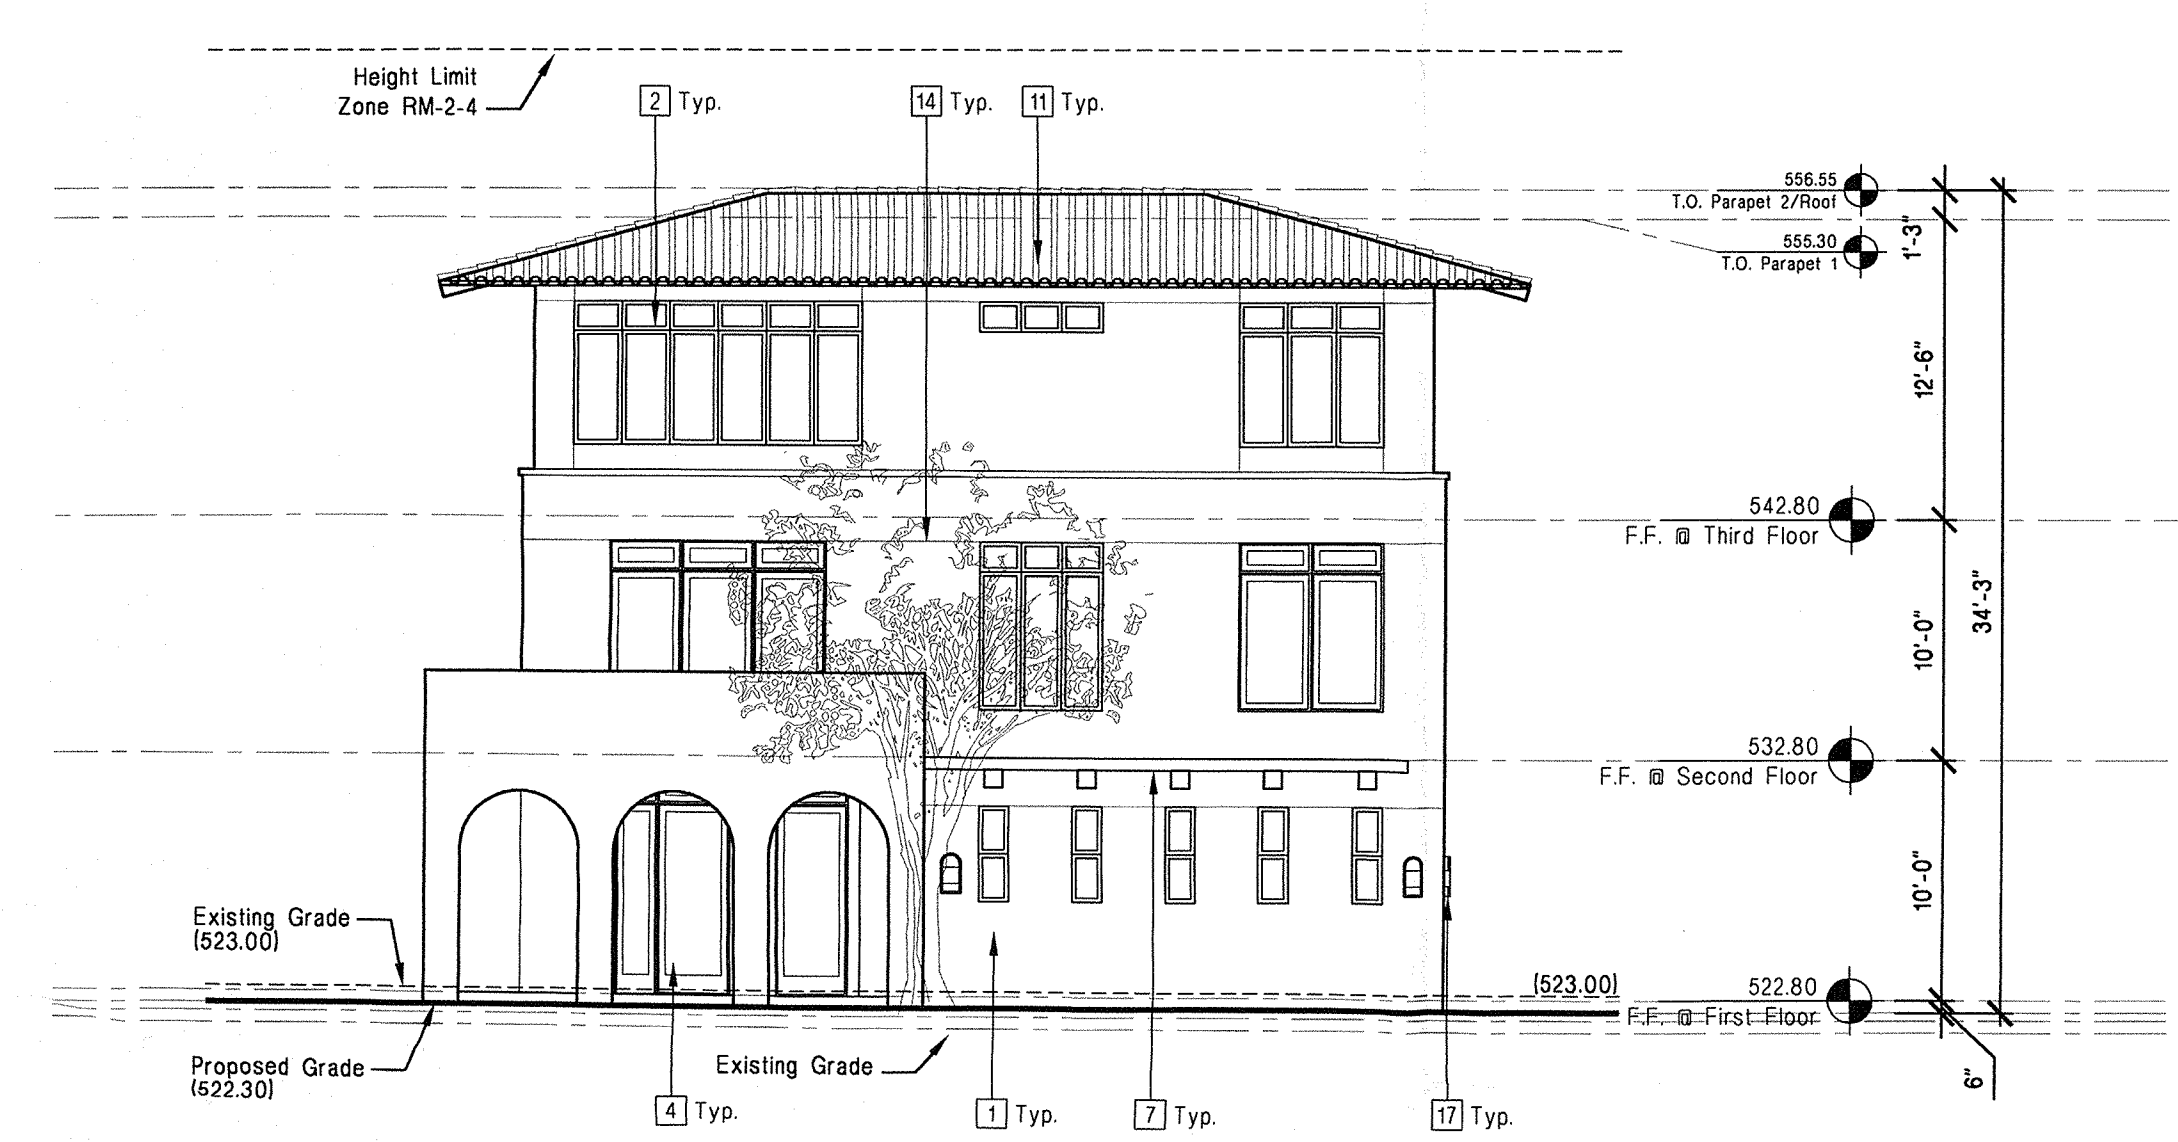 Height Limit
Zone RM-2-4
2 Typ.
14 Typ.
11 Typ.
556.55
T.O. Parapet 2/Roof
1'-3"
555.30
T.O. Parapet 1
12'-6"
542.80
F.F. @ Third Floor
34'-3"
10'-0"
532.80
F.F. @ Second Floor
10'-0"
Existing Grade
(523.00)
(523.00)
522.80
F.F. @ First Floor
Proposed Grade
(522.30)
Existing Grade
6"
4 Typ.
1 Typ.
7 Typ.
17 Typ.